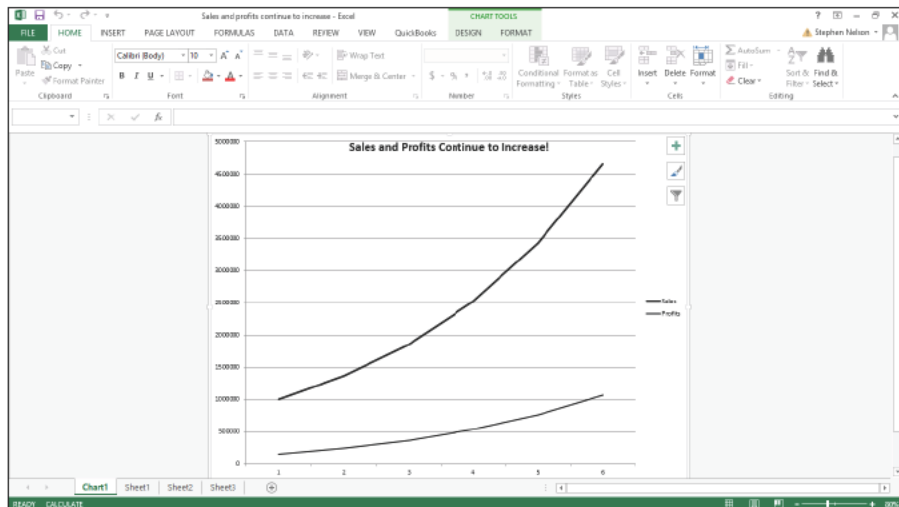 Sales and profits continue to increase - Excel
CHART TOOLS
?
FILE HOME INSERT PAGE LAYOUT FORMULAS DATA REVIEW VIEW QuickBooks DESIGN FORMAT
Stephen Nelson
Cut
Copy
Format Painter
Paste
Clipboard
Calibri (Body) 10 A A
B I U A
Font
Wrap Text
Merge & Center
Alignment
$ % ,
Number
Conditional Formatting
Format as Table
Cell Styles
Styles
Insert Delete Format
Cells
AutoSum
Fill
Clear
Sort & Filter
Find & Select
Editing
fx
Sales and Profits Continue to Increase!
5000000
4500000
4000000
3500000
3000000
2500000
2000000
1500000
1000000
500000
0
1 2 3 4 5 6
Sales
Profits
Chart1 Sheet1 Sheet2 Sheet3
READY CALCULATE
80%